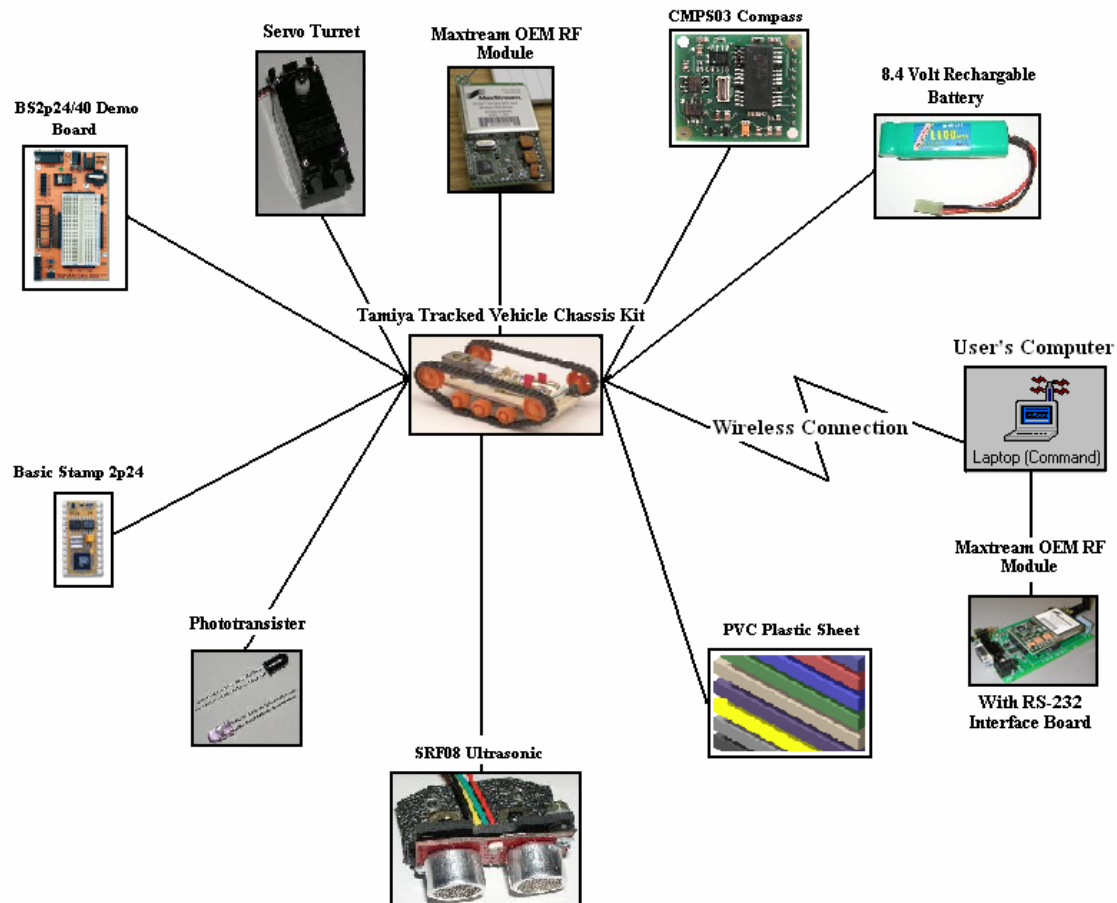 Servo Turret
Maxtream OEM RF
Module
CMPS03 Compass
8.4 Volt Rechargable
Battery
BS2p24/40 Demo
Board
MaxStream
1100
Tamiya Tracked Vehicle Chassis Kit
User's Computer
Wireless Connection
Laptop (Command)
Basic Stamp 2p24
Maxtream OEM RF
Module
Phototransister
PVC Plastic Sheet
With RS-232
Interface Board
SRF08 Ultrasonic